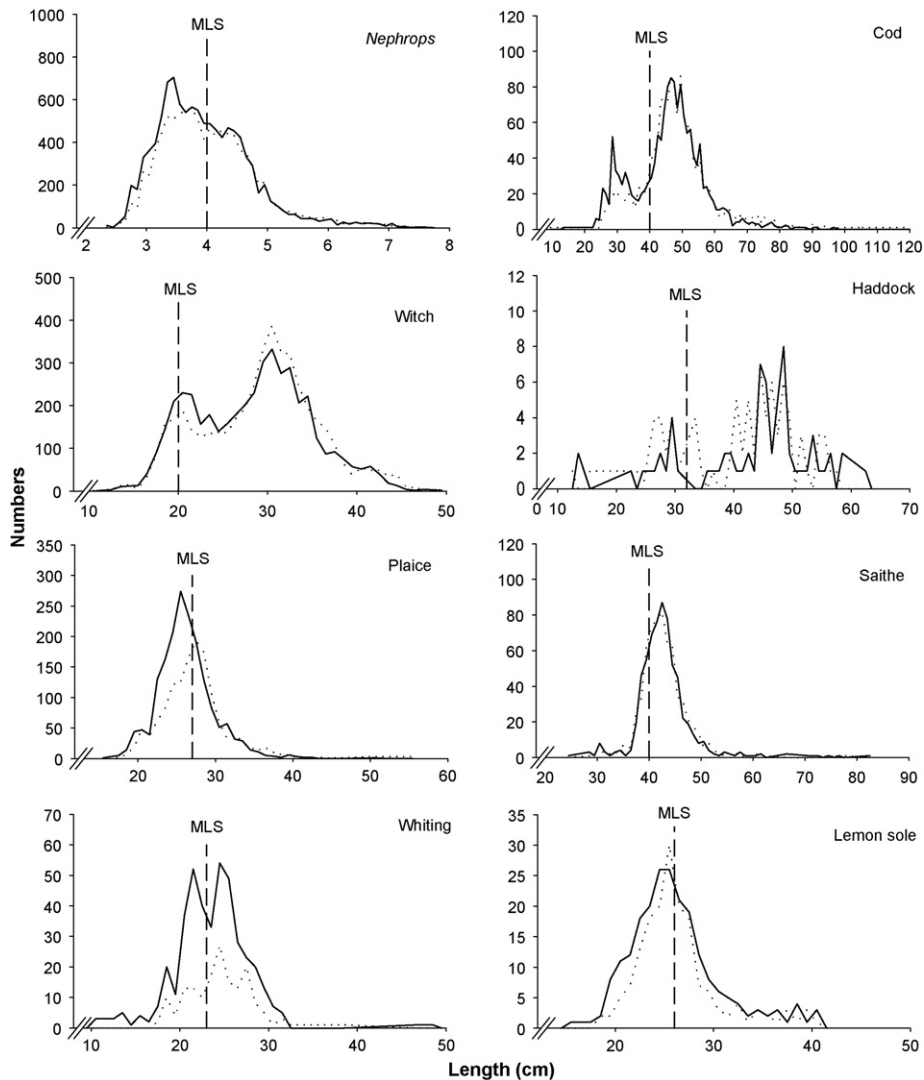 Nephrops
MLS
1000
800
600
400
200
0
2 3 4 5 6 7 8
Cod
MLS
120
100
80
60
40
20
0
10 20 30 40 50 60 70 80 90 100 110 120
Witch
MLS
500
400
300
200
100
0
10 20 30 40 50
Haddock
MLS
12
10
8
6
4
2
0
0 10 20 30 40 50 60 70
Numbers
Plaice
MLS
350
300
250
200
150
100
50
0
20 30 40 50 60
Saithe
MLS
120
100
80
60
40
20
0
20 30 40 50 60 70 80 90
Whiting
MLS
70
60
50
40
30
20
10
0
10 20 30 40 50
Lemon sole
MLS
35
30
25
20
15
10
5
0
20 30 40 50
Length (cm)